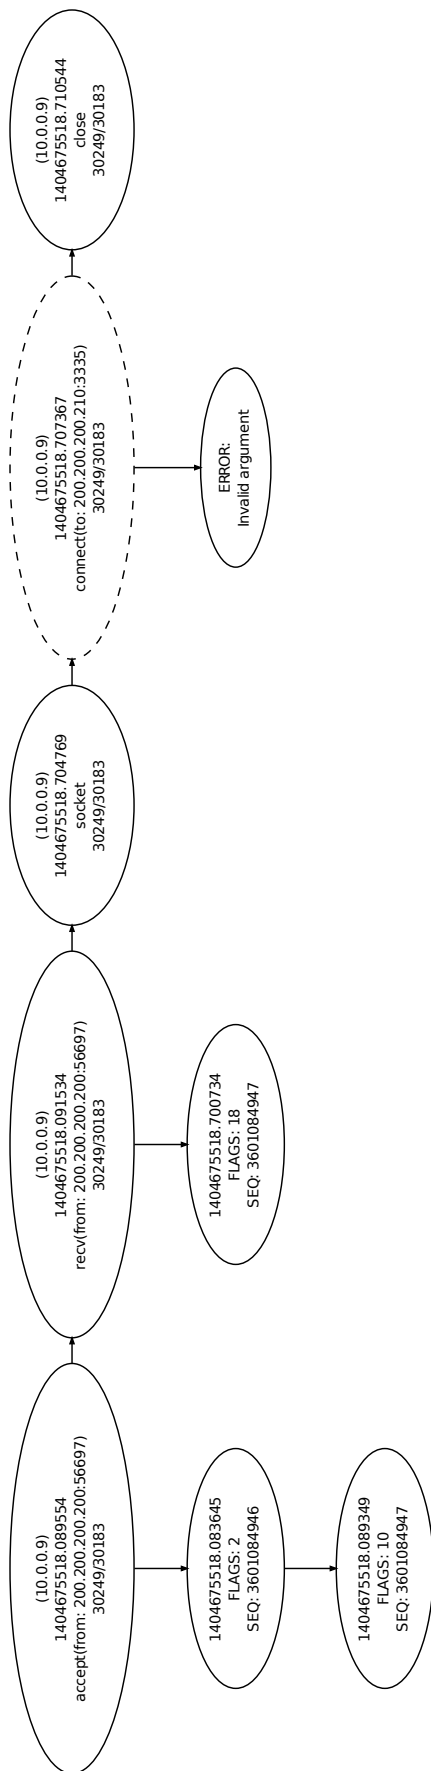 (10.0.0.9)
1404675518.089554
accept(from: 200.200.200.200:56697)
30249/30183
(10.0.0.9)
1404675518.091534
recv(from: 200.200.200.200:56697)
30249/30183
(10.0.0.9)
1404675518.704769
socket
30249/30183
(10.0.0.9)
1404675518.707367
connect(to: 200.200.200.210:3335)
30249/30183
(10.0.0.9)
1404675518.710544
close
30249/30183
1404675518.083645
FLAGS: 2
SEQ: 3601084946
1404675518.700734
FLAGS: 18
SEQ: 3601084947
ERROR:
Invalid argument
1404675518.089349
FLAGS: 10
SEQ: 3601084947